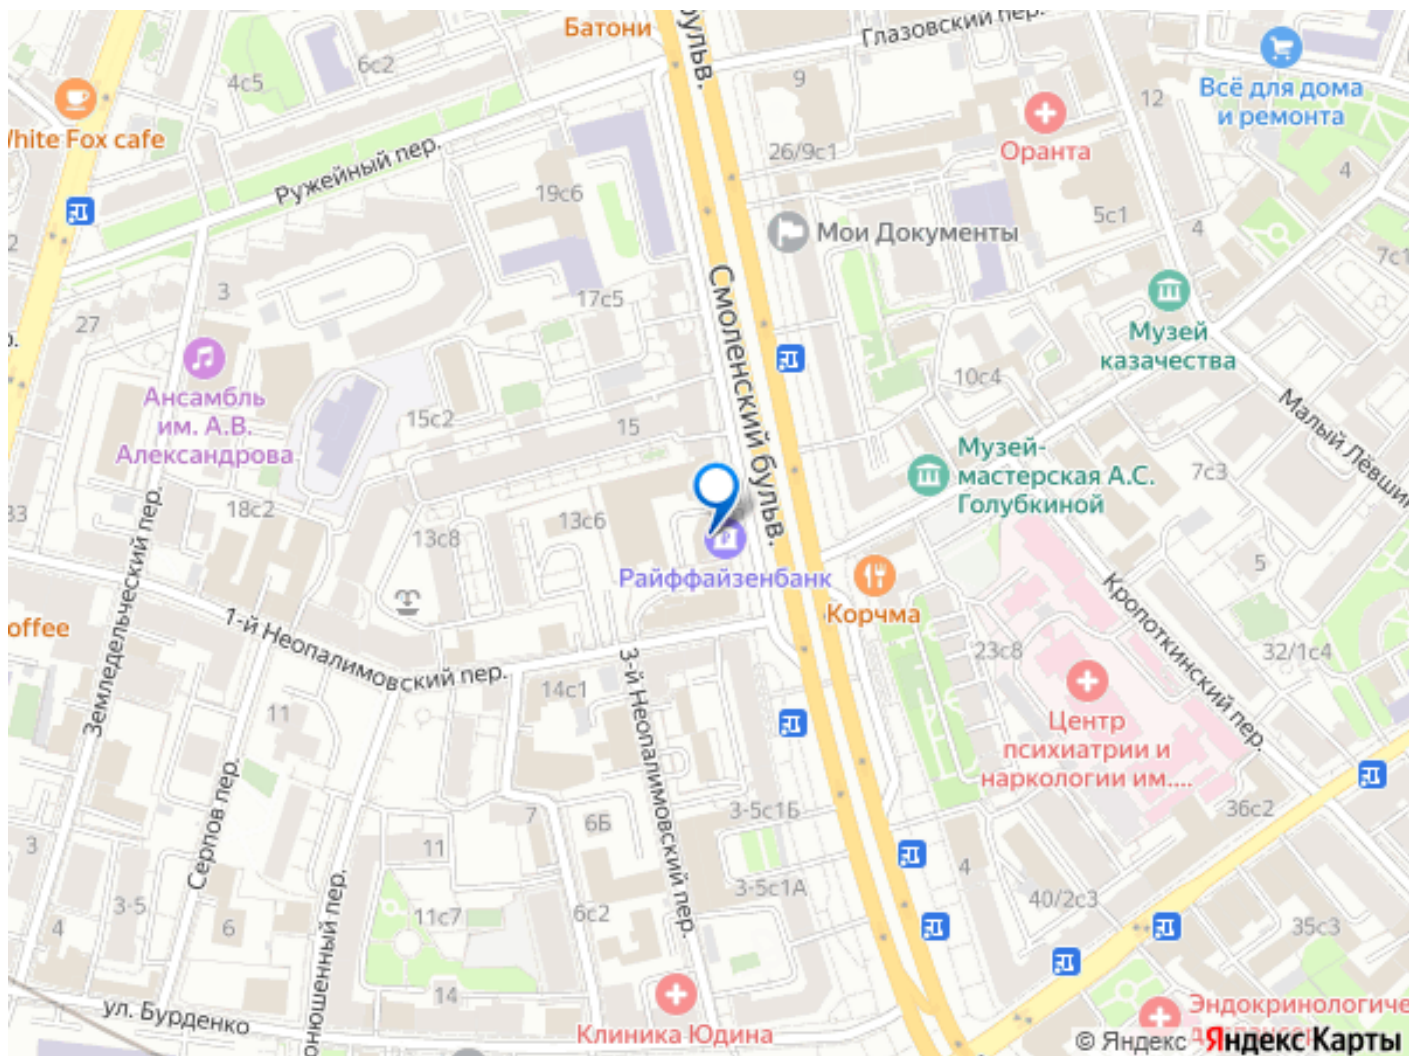 Батони
бульв.
Глазовский пер.
6с2
4с5
9
12
Всё для дома
и ремонта
White Fox cafe
Оранта
26/9с1
Ружейный пер.
19с6
4
5с1
4
Мои Документы
2
7с1
3
17с5
27
Смоленский бульв.
Музей
казачества
Ансамбль
им. А.В.
Александрова
15с2
15
10с4
Малый Лёвшин
Музей-
мастерская А.С.
Голубкиной
7с3
33
18с2
13с8
13с6
Райффайзенбанк
Корчма
5
Земледельческий пер.
offee
1-й Неопалимовский пер.
3-й Неопалимовский пер.
Кропоткинский пер.
23с8
32/1с4
14с1
11
Центр
психиатрии и
наркологии им....
Серпов пер.
7
6Б
3-5с1Б
36с2
3
11
3-5с1А
4
40/2с3
3-5
4
6
11с7
6с2
35с3
онюшенный пер.
14
ул. Бурденко
Клиника Юдина
Эндокринологиче
© Яндекс Яндекс Карты